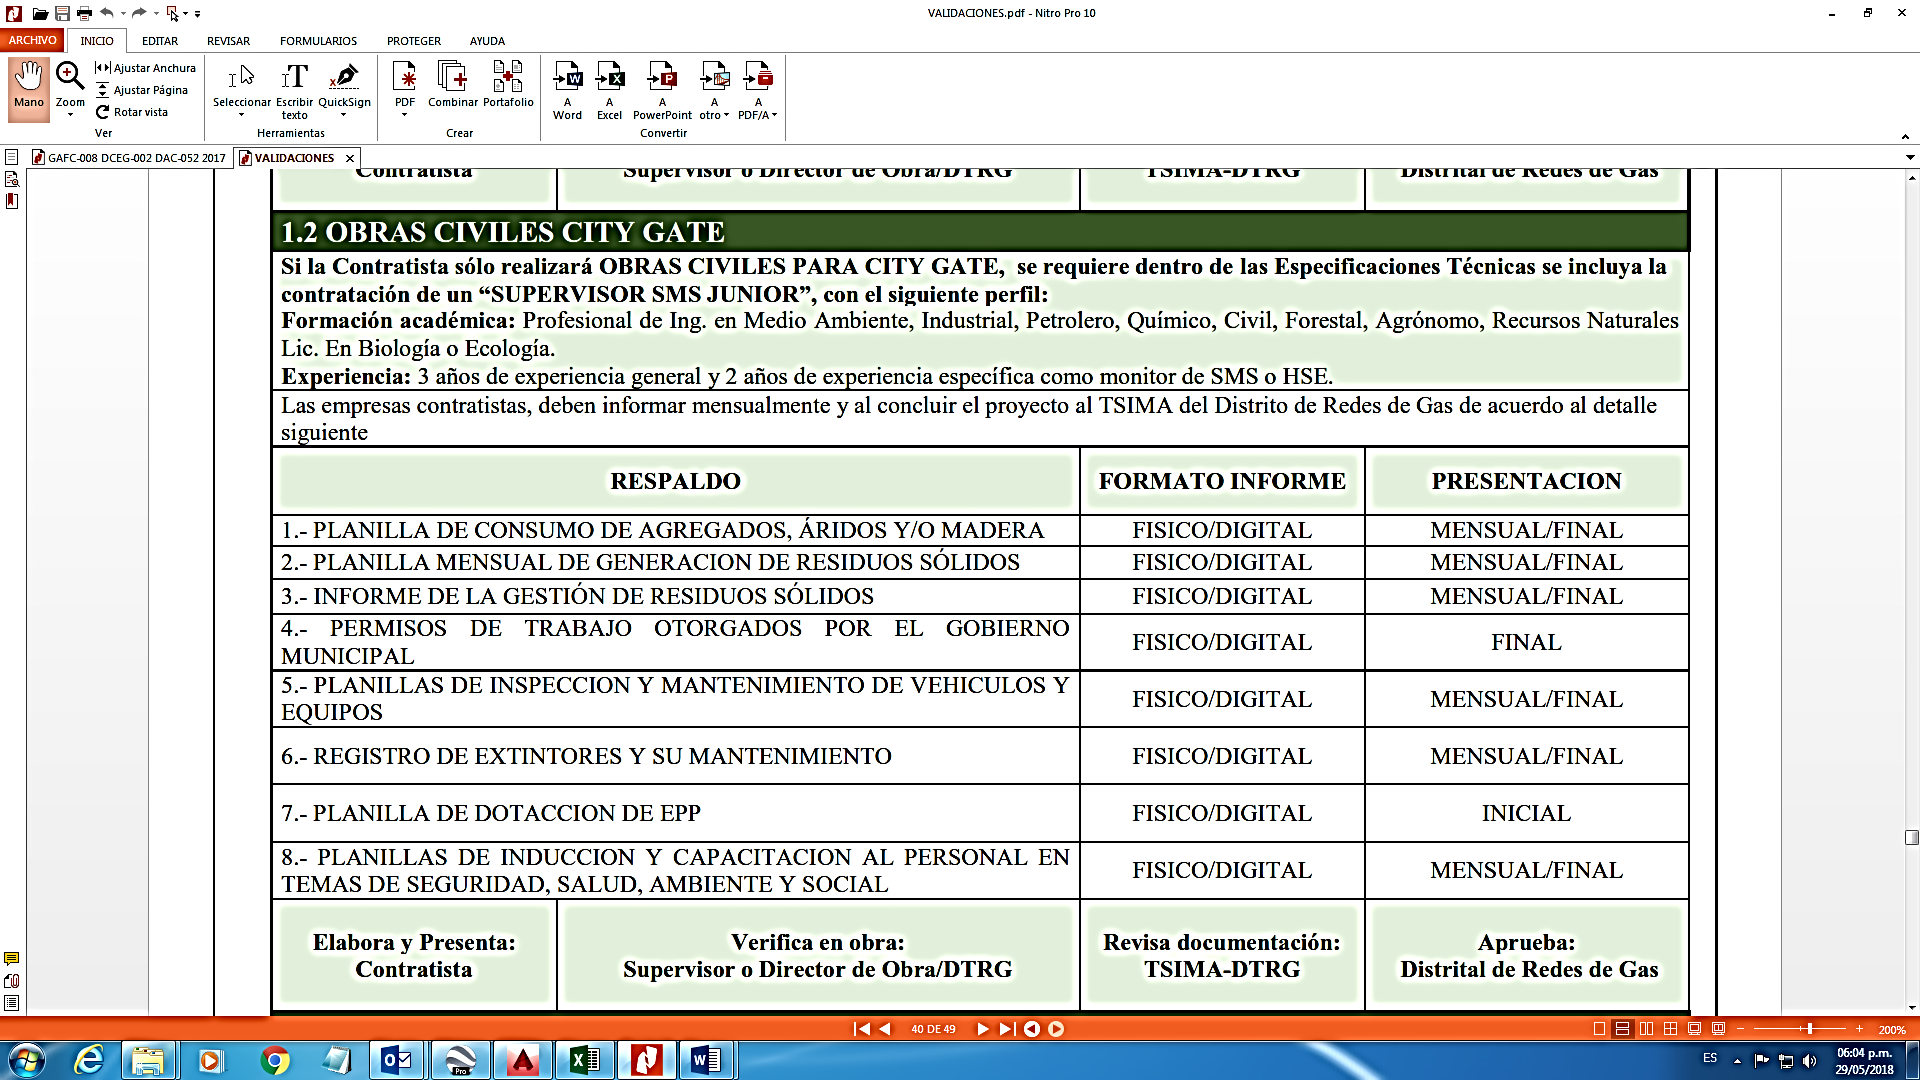 VALIDACIONES.pdf - Nitro Pro 10
ARCHIVO INICIO EDITAR REVISAR FORMULARIOS PROTEGER AYUDA
Mano
Zoom
Ajustar Anchura
Ajustar Página
Rotar vista
Ver
Seleccionar
Escribir texto
QuickSign
Herramientas
PDF
Combinar
Portafolio
Crear
A Word
A Excel
A PowerPoint
A otro
A PDF/A
Convertir
GAFC-008 DCEG-002 DAC-052 2017
VALIDACIONES
Contratista Supervisor o Director de Obra/DTRG TSIMA-DTRG Distrital de Redes de Gas
1.2 OBRAS CIVILES CITY GATE
Si la Contratista sólo realizará OBRAS CIVILES PARA CITY GATE, se requiere dentro de las Especificaciones Técnicas se incluya la
contratación de un “SUPERVISOR SMS JUNIOR”, con el siguiente perfil:
Formación académica: Profesional de Ing. en Medio Ambiente, Industrial, Petrolero, Químico, Civil, Forestal, Agrónomo, Recursos Naturales
Lic. En Biología o Ecología.
Experiencia: 3 años de experiencia general y 2 años de experiencia específica como monitor de SMS o HSE.
Las empresas contratistas, deben informar mensualmente y al concluir el proyecto al TSIMA del Distrito de Redes de Gas de acuerdo al detalle
siguiente
RESPALDO FORMATO INFORME PRESENTACION
1.- PLANILLA DE CONSUMO DE AGREGADOS, ÁRIDOS Y/O MADERA FISICO/DIGITAL MENSUAL/FINAL
2.- PLANILLA MENSUAL DE GENERACION DE RESIDUOS SÓLIDOS FISICO/DIGITAL MENSUAL/FINAL
3.- INFORME DE LA GESTIÓN DE RESIDUOS SÓLIDOS FISICO/DIGITAL MENSUAL/FINAL
4.- PERMISOS DE TRABAJO OTORGADOS POR EL GOBIERNO
MUNICIPAL FISICO/DIGITAL FINAL
5.- PLANILLAS DE INSPECCION Y MANTENIMIENTO DE VEHICULOS Y
EQUIPOS FISICO/DIGITAL MENSUAL/FINAL
6.- REGISTRO DE EXTINTORES Y SU MANTENIMIENTO FISICO/DIGITAL MENSUAL/FINAL
7.- PLANILLA DE DOTACCION DE EPP FISICO/DIGITAL INICIAL
8.- PLANILLAS DE INDUCCION Y CAPACITACION AL PERSONAL EN
TEMAS DE SEGURIDAD, SALUD, AMBIENTE Y SOCIAL FISICO/DIGITAL MENSUAL/FINAL
Elabora y Presenta: Verifica en obra: Revisa documentación: Aprueba:
Contratista Supervisor o Director de Obra/DTRG TSIMA-DTRG Distrital de Redes de Gas
40 DE 49
200%
Pro
ES
06:04 p.m.
29/05/2018